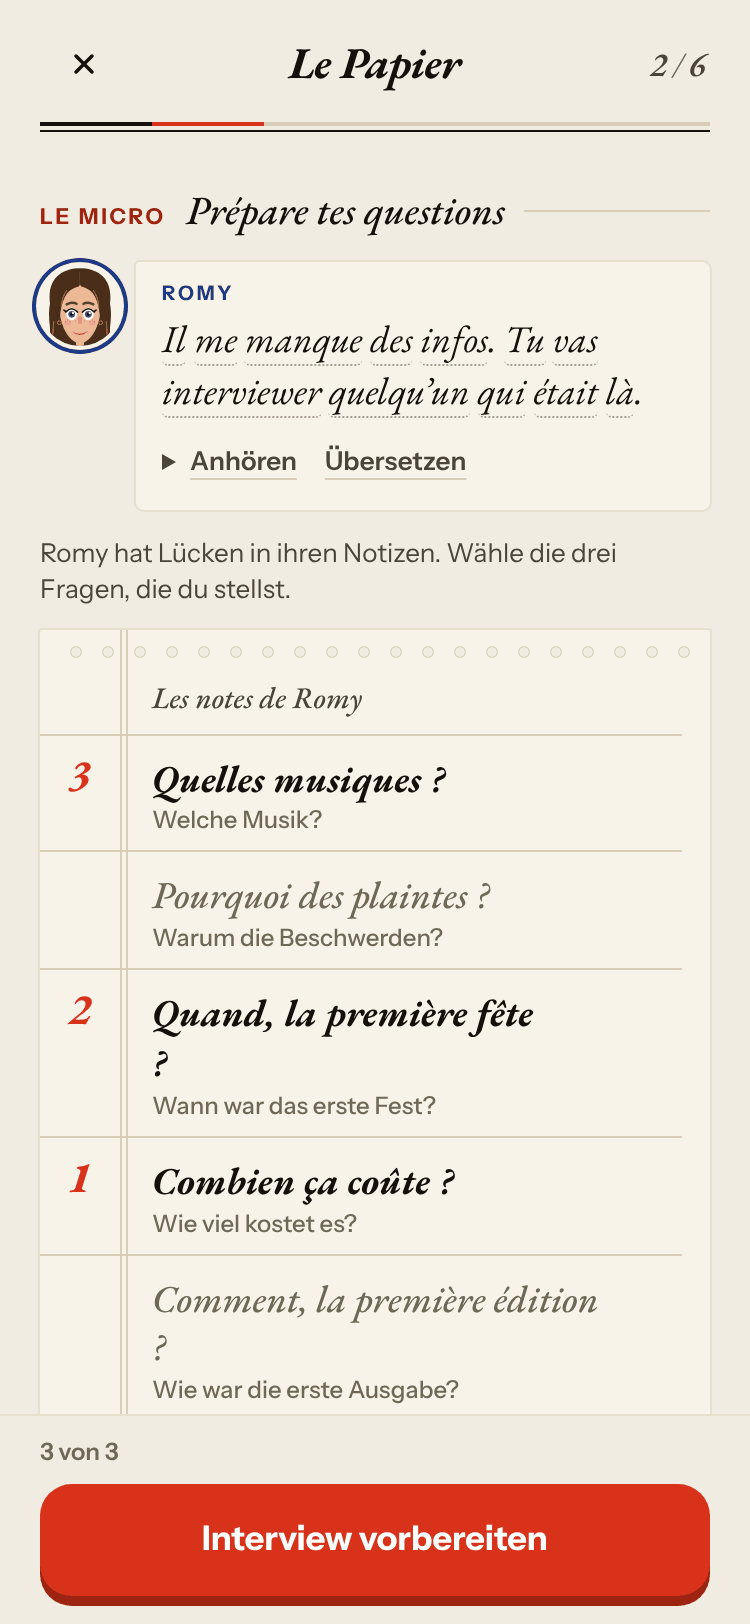 Le Papier
2 / 6
LE MICRO Prépare tes questions
ROMY
Il me manque des infos. Tu vas
interviewer quelqu’un qui était là.
Anhören Übersetzen
Romy hat Lücken in ihren Notizen. Wähle die drei
Fragen, die du stellst.
Les notes de Romy
3 Quelles musiques ?
Welche Musik?
Pourquoi des plaintes ?
Warum die Beschwerden?
2 Quand, la première fête
?
Wann war das erste Fest?
1 Combien ça coûte ?
Wie viel kostet es?
Comment, la première édition
?
Wie war die erste Ausgabe?
3 von 3
Interview vorbereiten